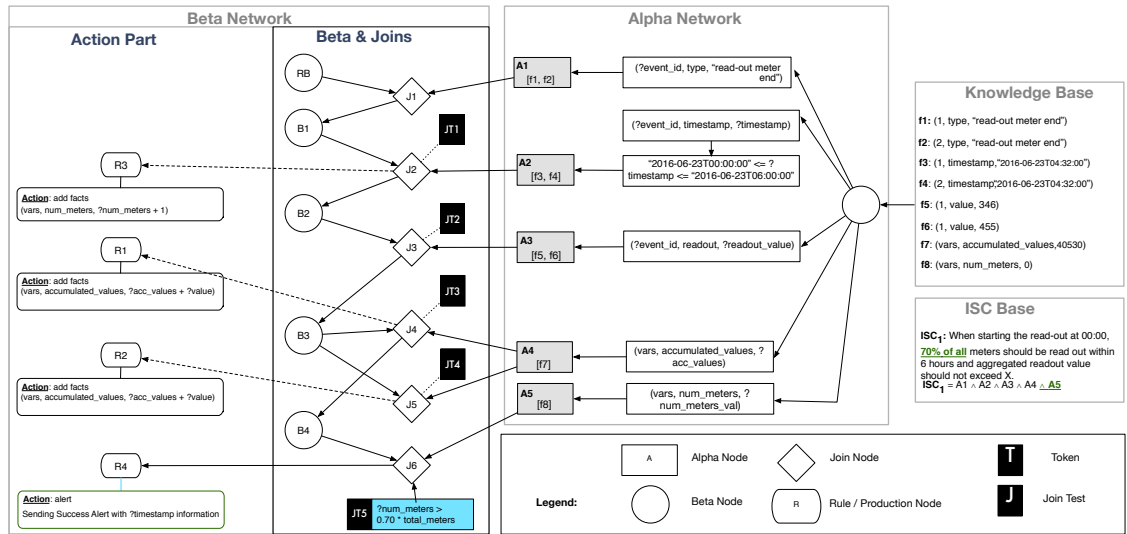 Beta Network
Action Part
Beta & Joins
Alpha Network
RB
J1
B1
JT1
J2
B2
JT2
J3
JT3
B3
J4
JT4
J5
B4
J6
JT5
?num_meters >
0.70 * total_meters
R3
Action: add facts
(vars, num_meters, ?num_meters + 1)
R1
Action: add facts
(vars, accumulated_values, ?acc_values + ?value)
R2
Action: add facts
(vars, accumulated_values, ?acc_values + ?value)
R4
Action: alert
Sending Success Alert with ?timestamp information
A1
[f1, f2]
(?event_id, type, “read-out meter
end”)
(?event_id, timestamp, ?timestamp)
A2
[f3, f4]
“2016-06-23T00:00:00” <= ?
timestamp <= “2016-06-23T06:00:00”
A3
[f5, f6]
(?event_id, readout, ?readout_value)
A4
[f7]
(vars, accumulated_values, ?
acc_values)
A5
[f8]
(vars, num_meters, ?
num_meters_val)
Knowledge Base
f1: (1, type, “read-out meter end”)
f2: (2, type, “read-out meter end”)
f3: (1, timestamp,“2016-06-23T04:32:00”)
f4: (2, timestamp,“2016-06-23T04:32:00”)
f5: (1, value, 346)
f6: (1, value, 455)
f7: (vars, accumulated_values,40530)
f8: (vars, num_meters, 0)
ISC Base
ISC1: When starting the read-out at 00:00,
70% of all meters should be read out within
6 hours and aggregated readout value
should not exceed X.
ISC1 = A1 ∧ A2 ∧ A3 ∧ A4 ∧ A5
Legend:
A
Alpha Node
Join Node
T
Token
Beta Node
R
Rule / Production Node
J
Join Test